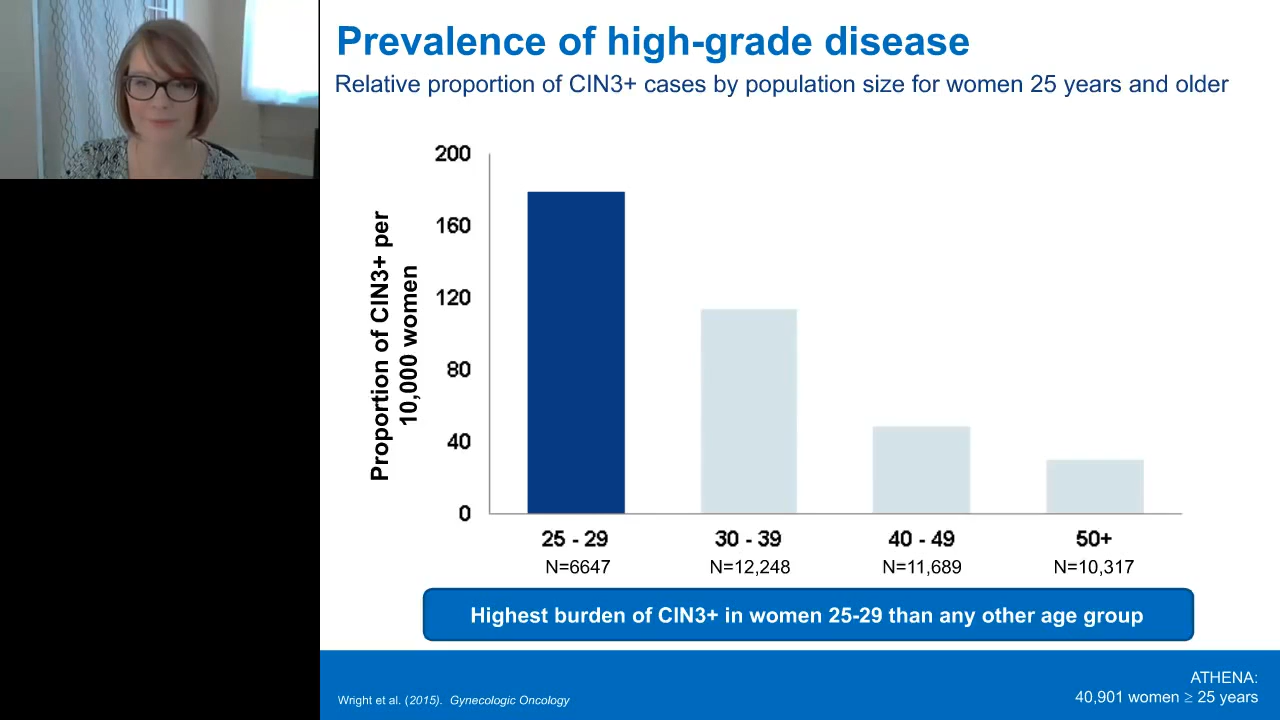 Prevalence of high-grade disease
Relative proportion of CIN3+ cases by population size for women 25 years and older
Proportion of CIN3+ per
10,000 women
200
160
120
80
40
0
25 - 29
30 - 39
40 - 49
50+
N=6647
N=12,248
N=11,689
N=10,317
Highest burden of CIN3+ in women 25-29 than any other age group
Wright et al. (2015). Gynecologic Oncology
ATHENA:
40,901 women ≥ 25 years